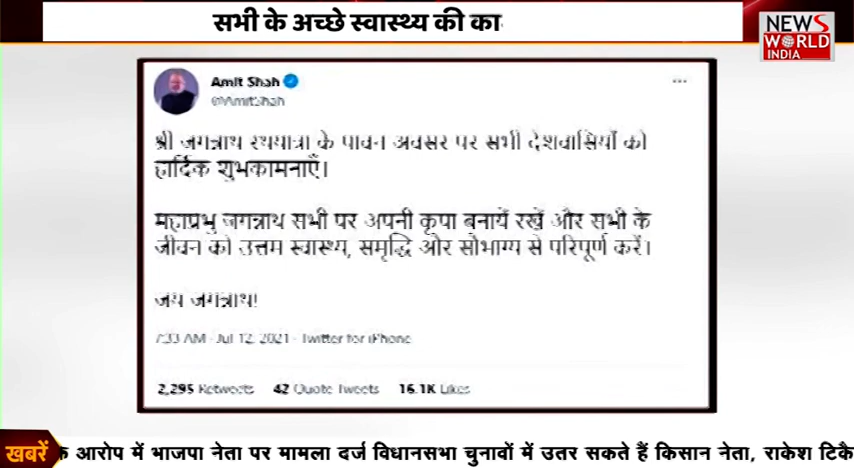 सभी के अच्छे स्वास्थ्य की का
NEWS
WORLD
INDIA
Amit Shah
@AmitShah
श्री जगन्नाथ रथयात्रा के पावन अवसर पर सभी देशवासियों को
हार्दिक शुभकामनाएँ।
महाप्रभु जगन्नाथ सभी पर अपनी कृपा बनायें रखें और सभी के
जीवन को उत्तम स्वास्थ्य, समृद्धि और सौभाग्य से परिपूर्ण करें।
जय जगन्नाथ!
7:33 AM · Jul 12, 2021 · Twitter for iPhone
2,295 Retweets 42 Quote Tweets 16.1K Likes
खबरें
के आरोप में भाजपा नेता पर मामला दर्ज विधानसभा चुनावों में उतर सकते हैं किसान नेता, राकेश टिकै